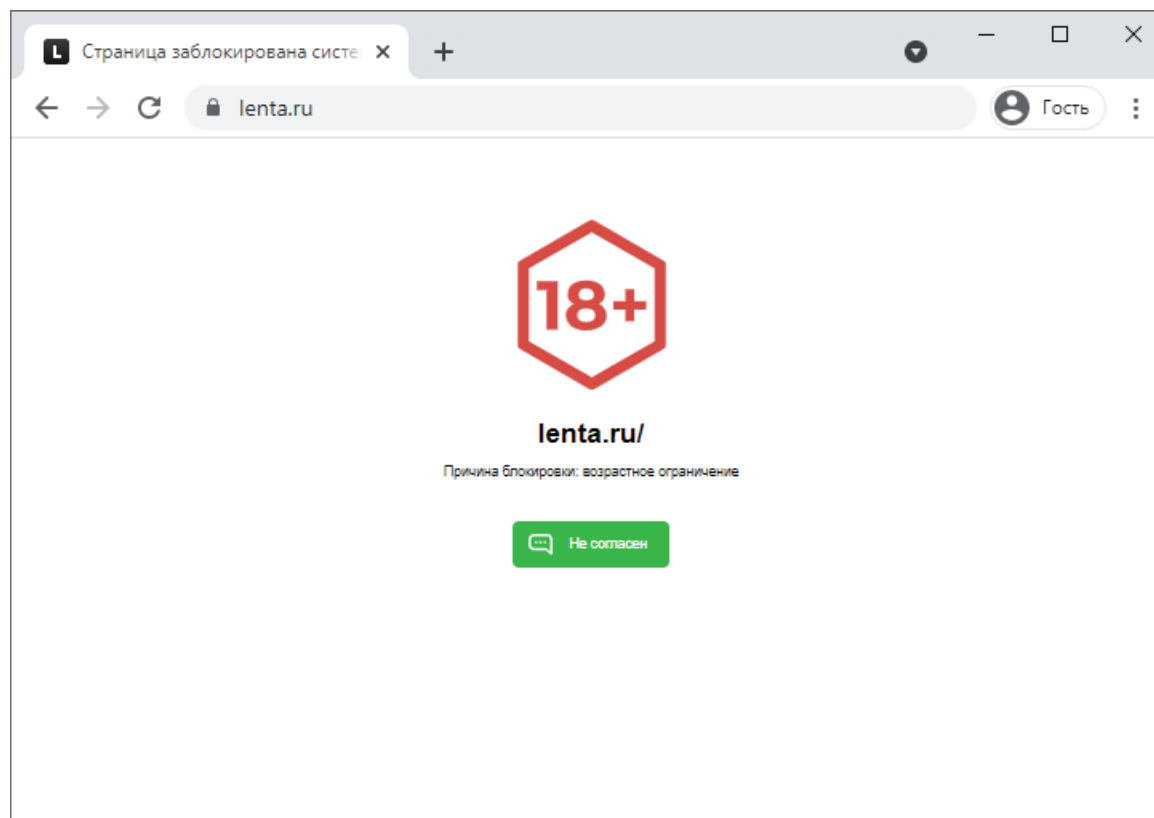 L Страница заблокирована систе
lenta.ru
Гость
18+
lenta.ru/
Причина блокировки: возрастное ограничение
Не согласен